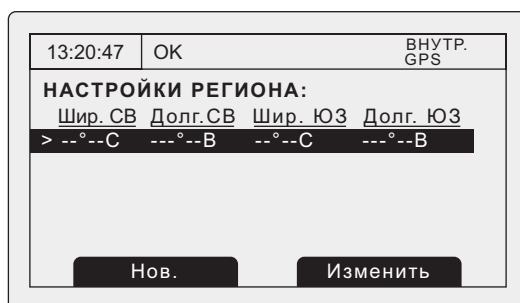 13:20:47 OK ВНУТР. GPS
НАСТРОЙКИ РЕГИОНА:
Шир. СВ Долг.СВ Шир. ЮЗ Долг. ЮЗ
> --°--С ---°--В --°--С ---°--В
Нов. Изменить